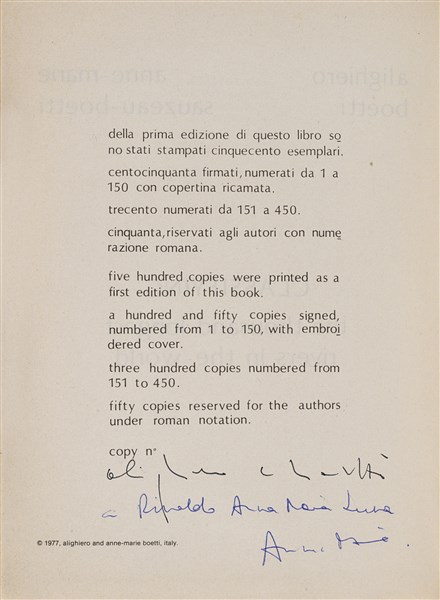 della prima edizione di questo libro so
no stati stampati cinquecento esemplari.
centocinquanta firmati, numerati da 1 a
150 con copertina ricamata.
trecento numerati da 151 a 450.
cinquanta, riservati agli autori con nume
razione romana.
five hundred copies were printed as a
first edition of this book.
a hundred and fifty copies signed,
numbered from 1 to 150, with embroi
dered cover.
three hundred copies numbered from
151 to 450.
fifty copies reserved for the authors
under roman notation.
copy n°
alighiero e boetti
a Rinaldo Anna Maria Luna
Anne Marie
© 1977, alighiero and anne-marie boetti, italy.